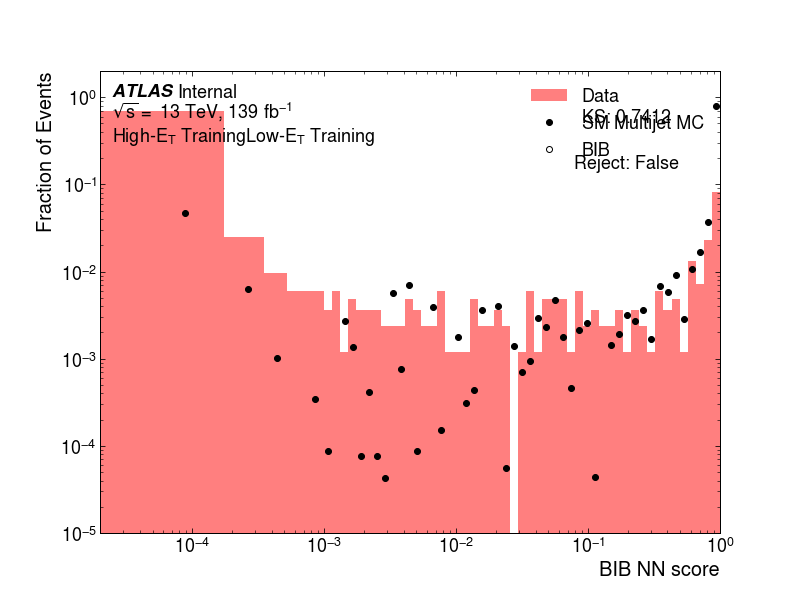 ATLAS Internal
√s = 13 TeV, 139 fb⁻¹
High-E_T TrainingLow-E_T Training
Data
KS: 0.7412
SM Multijet MC
BIB
Reject: False
Fraction of Events
10⁰
10⁻¹
10⁻²
10⁻³
10⁻⁴
10⁻⁵
10⁻⁴
10⁻³
10⁻²
10⁻¹
10⁰
BIB NN score